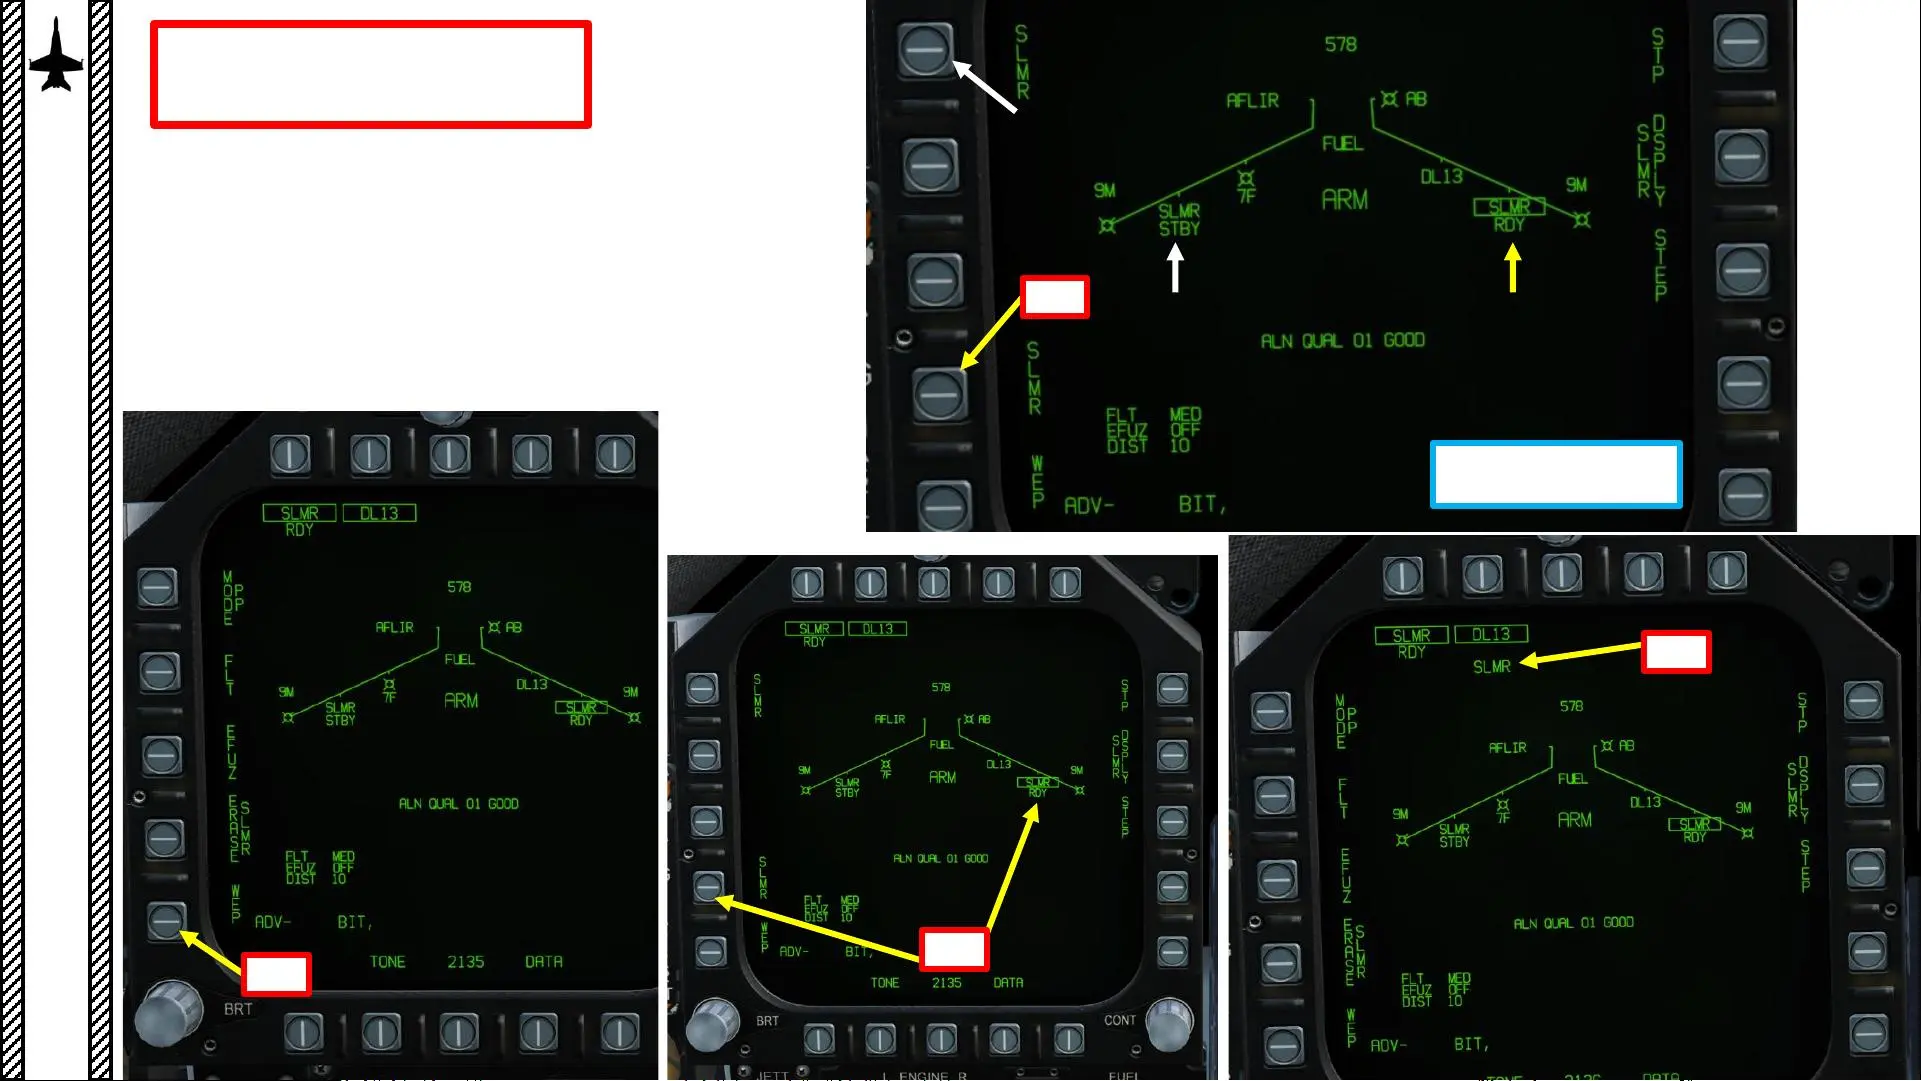 SLMR
578
STP
AFLIR
AB
FUEL
DSPLY
SLMR
DL13
9M
7F
ARM
9M
SLMR
STBY
SLMR
RDY
STEP
ALN QUAL 01 GOOD
SLMR
FLT MED
EFUZ OFF
DIST 10
WEP
ADV- BIT,
SLMR DL13
RDY
MODE
PP
578
AFLIR
AB
FLT
FUEL
DL13
9M
7F
ARM
9M
SLMR
STBY
SLMR
RDY
EFUZ
ERASE
SLMR
ALN QUAL 01 GOOD
FLT MED
EFUZ OFF
DIST 10
WEP
ADV- BIT,
TONE 2135 DATA
BRT
SLMR DL13
RDY
SLMR
578
STP
AFLIR
AB
FUEL
DSPLY
SLMR
DL13
9M
7F
ARM
9M
SLMR
STBY
SLMR
RDY
STEP
ALN QUAL 01 GOOD
SLMR
FLT MED
EFUZ OFF
DIST 10
WEP
ADV- BIT,
TONE 2135 DATA
BRT
CONT
JETT
L ENGINE R
FUEL
SLMR DL13
RDY
SLMR
MODE
PP
578
STP
AFLIR
AB
FUEL
DSPLY
SLMR
FLT
DL13
9M
7F
ARM
9M
SLMR
STBY
SLMR
RDY
STEP
EFUZ
ERASE
SLMR
ALN QUAL 01 GOOD
FLT MED
EFUZ OFF
DIST 10
WEP
ADV- BIT,